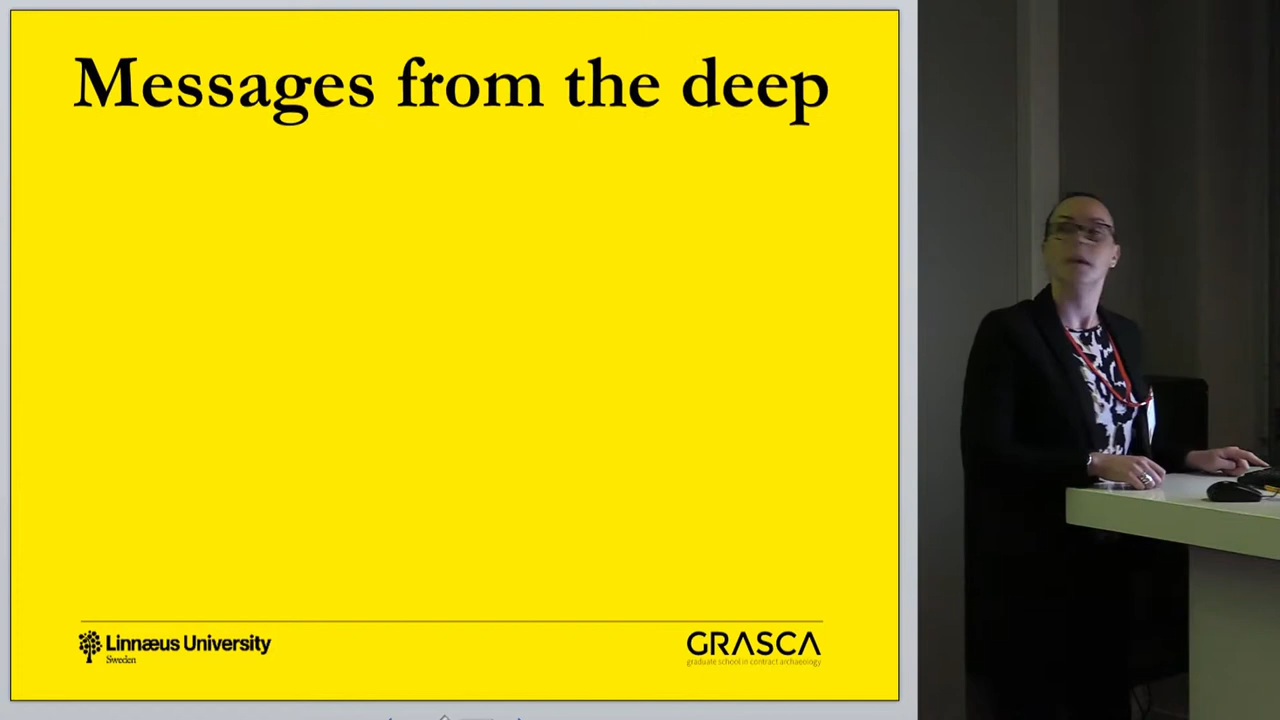 Messages from the deep
Linnæus University
Sweden
GRASCA
graduate school in contract archaeology